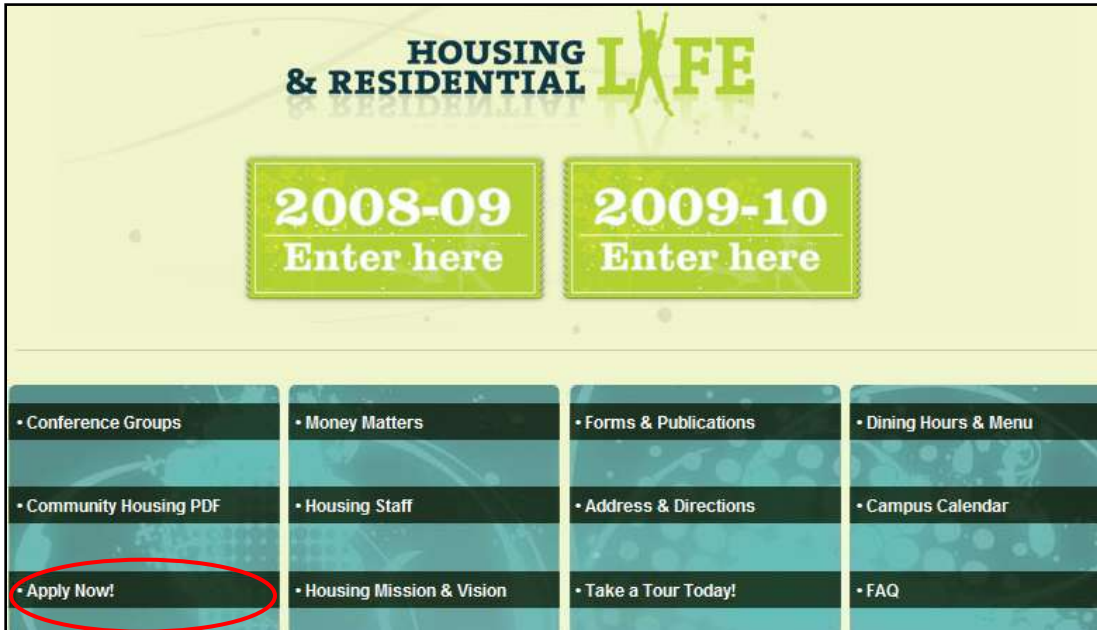 HOUSING
& RESIDENTIAL LIFE
2008-09
Enter here
2009-10
Enter here
• Conference Groups
• Money Matters
• Forms & Publications
• Dining Hours & Menu
• Community Housing PDF
• Housing Staff
• Address & Directions
• Campus Calendar
• Apply Now!
• Housing Mission & Vision
• Take a Tour Today!
• FAQ